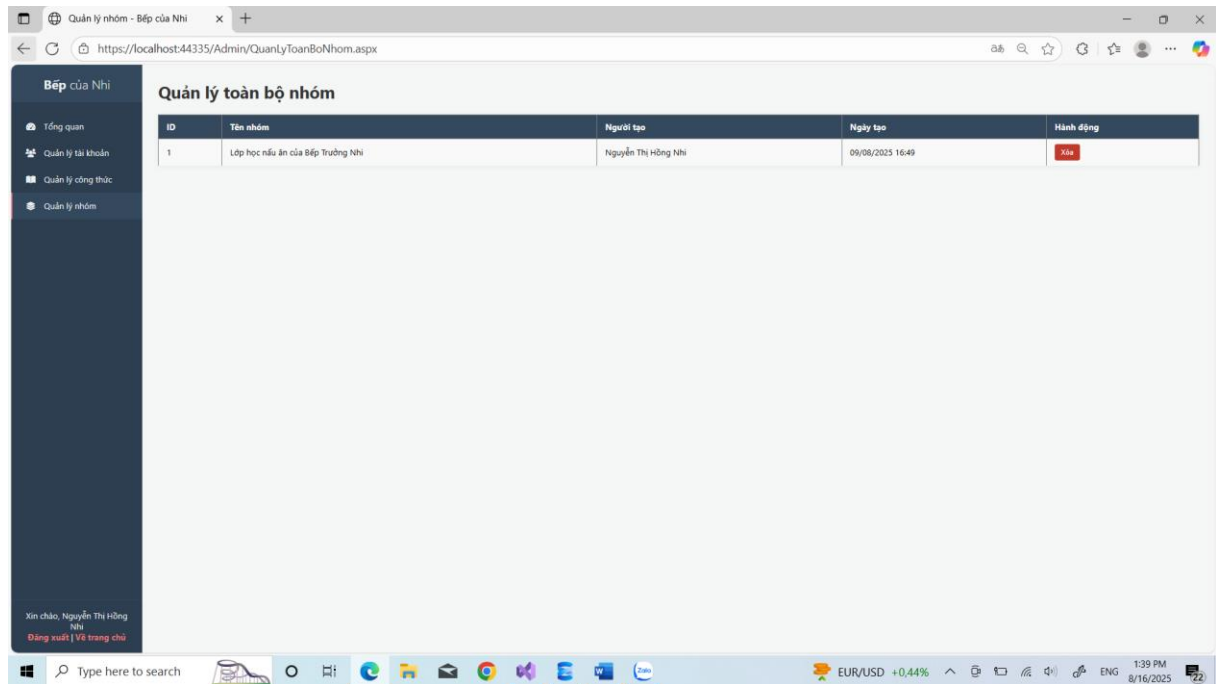 Quản lý nhóm - Bếp của Nhi
https://localhost:44335/Admin/QuanLyToanBoNhom.aspx
Bếp của Nhi
Tổng quan
Quản lý tài khoản
Quản lý công thức
Quản lý nhóm
Quản lý toàn bộ nhóm
ID Tên nhóm Người tạo Ngày tạo Hành động
1 Lớp học nấu ăn của Bếp Trưởng Nhi Nguyễn Thị Hồng Nhi 09/08/2025 16:49 Xóa
Xin chào, Nguyễn Thị Hồng
Nhi
Đăng xuất | Về trang chủ
Type here to search
Zalo
EUR/USD +0,44%
ENG
1:39 PM
8/16/2025
22